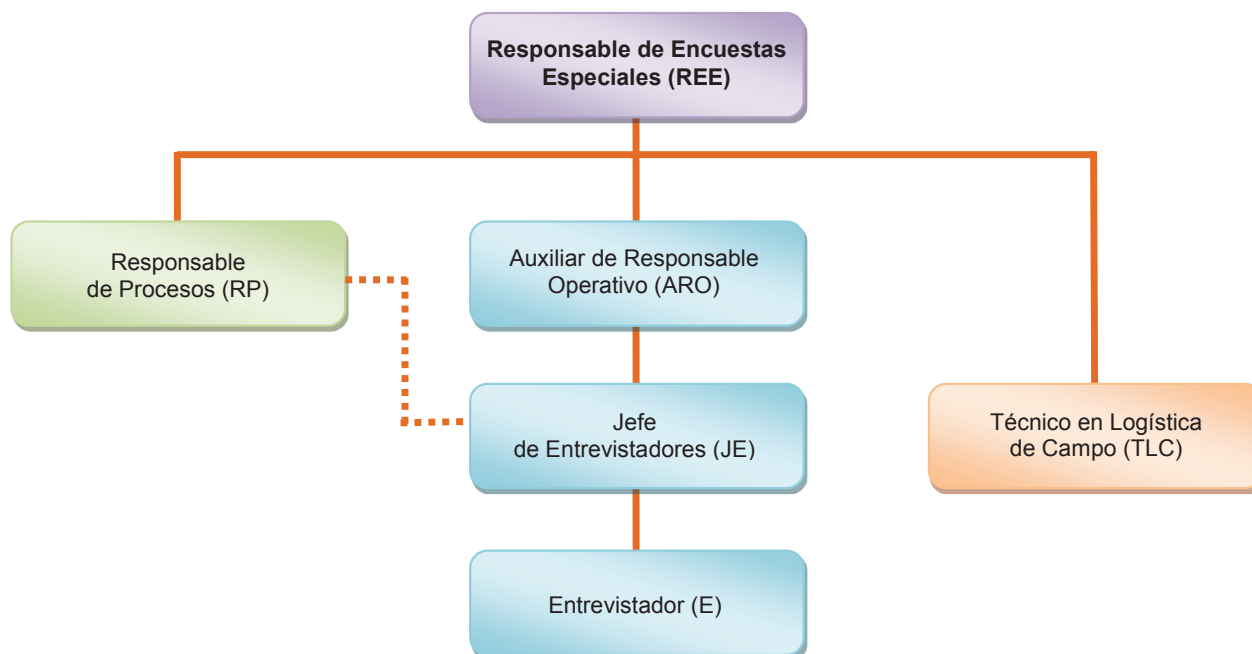 Responsable de Encuestas
Especiales (REE)
Responsable
de Procesos (RP)
Auxiliar de Responsable
Operativo (ARO)
Jefe
de Entrevistadores (JE)
Técnico en Logística
de Campo (TLC)
Entrevistador (E)